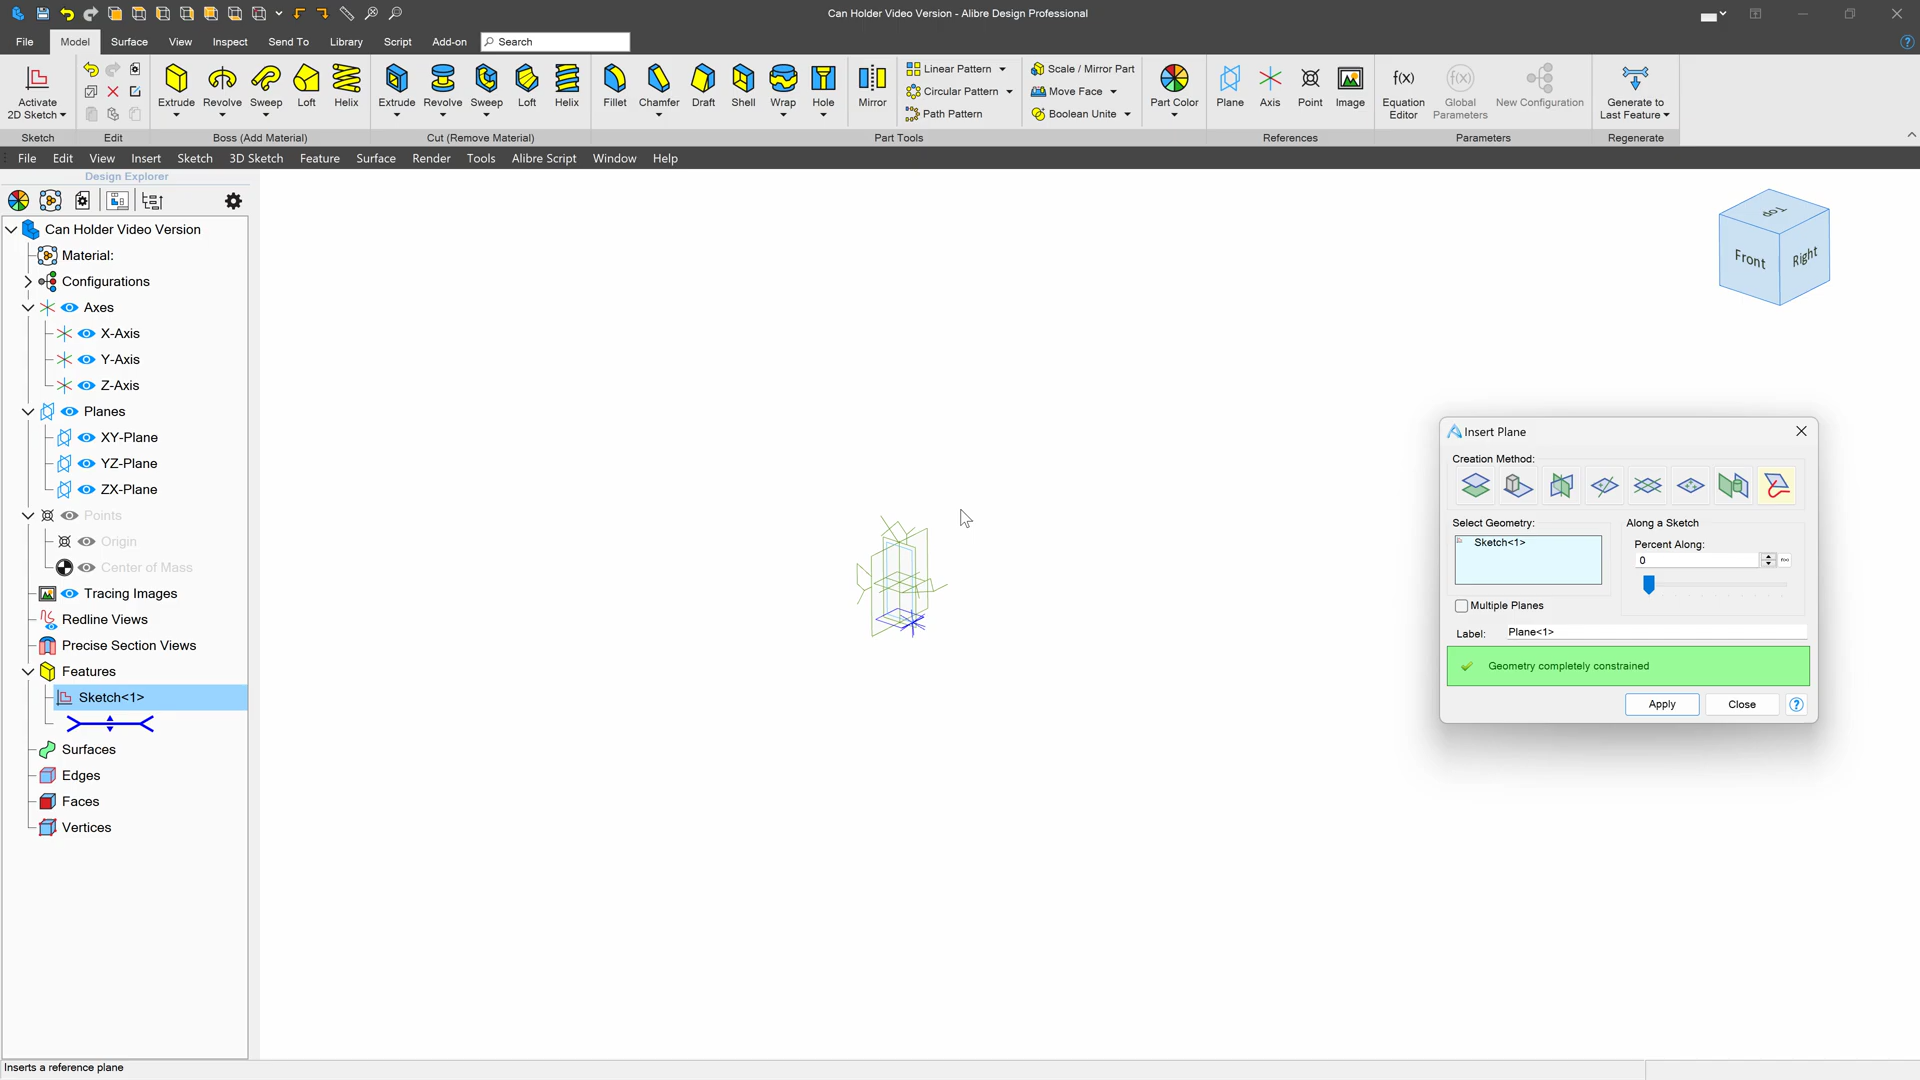 Can Holder Video Version - Alibre Design Professional
File Model Surface View Inspect Send To Library Script Add-on Search
Activate
2D Sketch
Extrude Revolve Sweep Loft Helix
Extrude Revolve Sweep Loft Helix
Fillet Chamfer Draft Shell Wrap Hole Mirror
Linear Pattern
Circular Pattern
Path Pattern
Scale / Mirror Part
Move Face
Boolean Unite
Part Color
Plane Axis Point Image
f(x)
Equation
Editor
f(x)
Global
Parameters
New Configuration
Generate to
Last Feature
Sketch Edit Boss (Add Material) Cut (Remove Material) Part Tools References Parameters Regenerate
File Edit View Insert Sketch 3D Sketch Feature Surface Render Tools Alibre Script Window Help
Design Explorer
Can Holder Video Version
Material:
Configurations
Axes
X-Axis
Y-Axis
Z-Axis
Planes
XY-Plane
YZ-Plane
ZX-Plane
Points
Origin
Center of Mass
Tracing Images
Redline Views
Precise Section Views
Features
Sketch<1>
Surfaces
Edges
Faces
Vertices
Top
Front
Right
Insert Plane
Creation Method:
Select Geometry:
Sketch<1>
Along a Sketch
Percent Along:
0
Multiple Planes
Label: Plane<1>
Geometry completely constrained
Apply Close
Inserts a reference plane